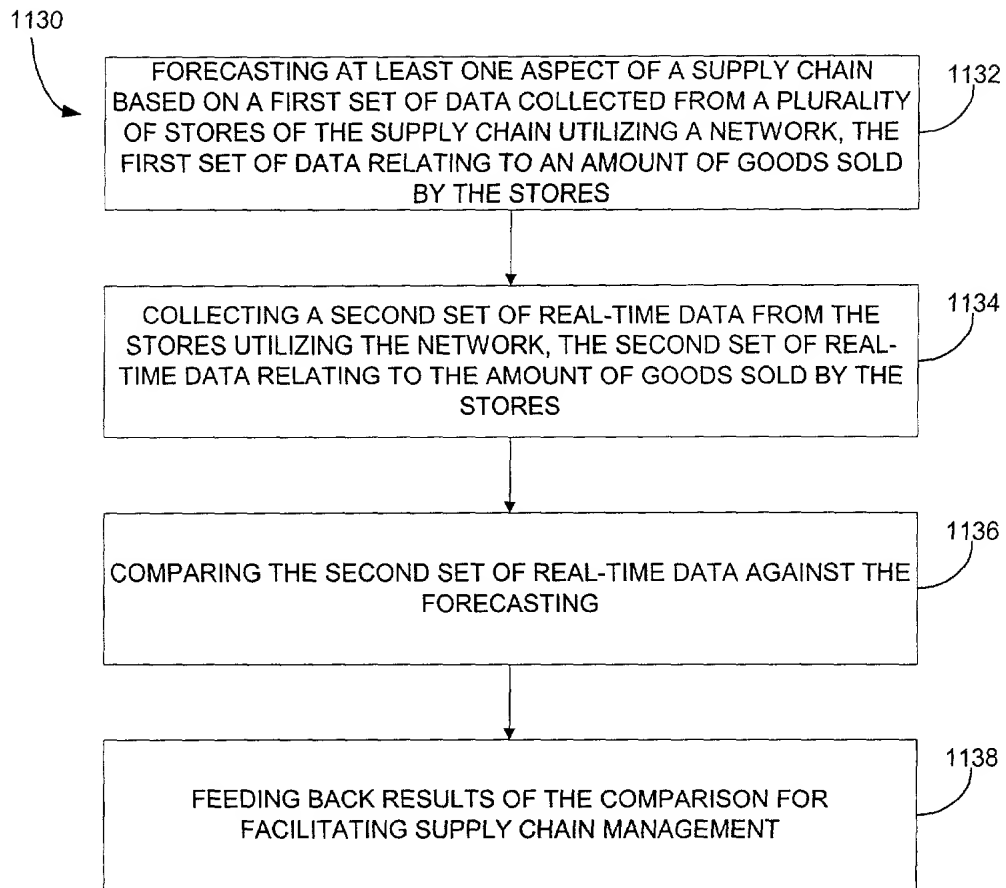 1130
FORECASTING AT LEAST ONE ASPECT OF A SUPPLY CHAIN
BASED ON A FIRST SET OF DATA COLLECTED FROM A PLURALITY
OF STORES OF THE SUPPLY CHAIN UTILIZING A NETWORK, THE
FIRST SET OF DATA RELATING TO AN AMOUNT OF GOODS SOLD
BY THE STORES
1132
COLLECTING A SECOND SET OF REAL-TIME DATA FROM THE
STORES UTILIZING THE NETWORK, THE SECOND SET OF REAL-
TIME DATA RELATING TO THE AMOUNT OF GOODS SOLD BY THE
STORES
1134
COMPARING THE SECOND SET OF REAL-TIME DATA AGAINST THE
FORECASTING
1136
FEEDING BACK RESULTS OF THE COMPARISON FOR
FACILITATING SUPPLY CHAIN MANAGEMENT
1138